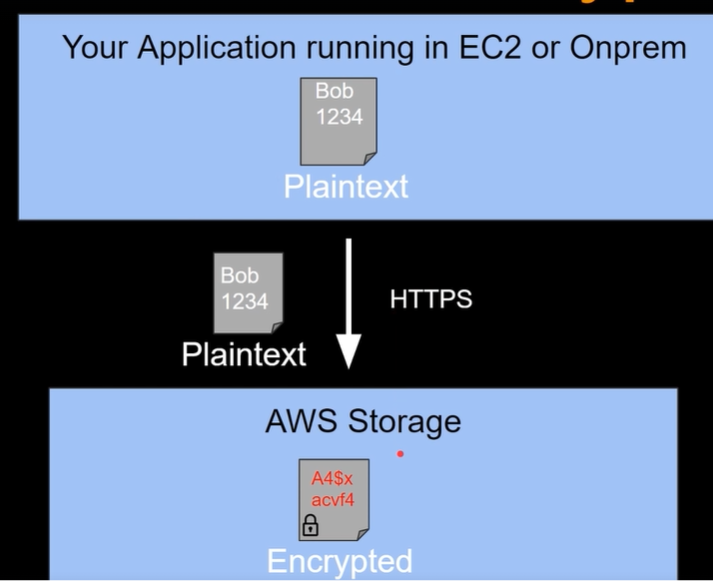 Your Application running in EC2 or Onprem
Bob
1234
Plaintext
Bob
1234
HTTPS
Plaintext
AWS Storage
A4$x
acvf4
Encrypted